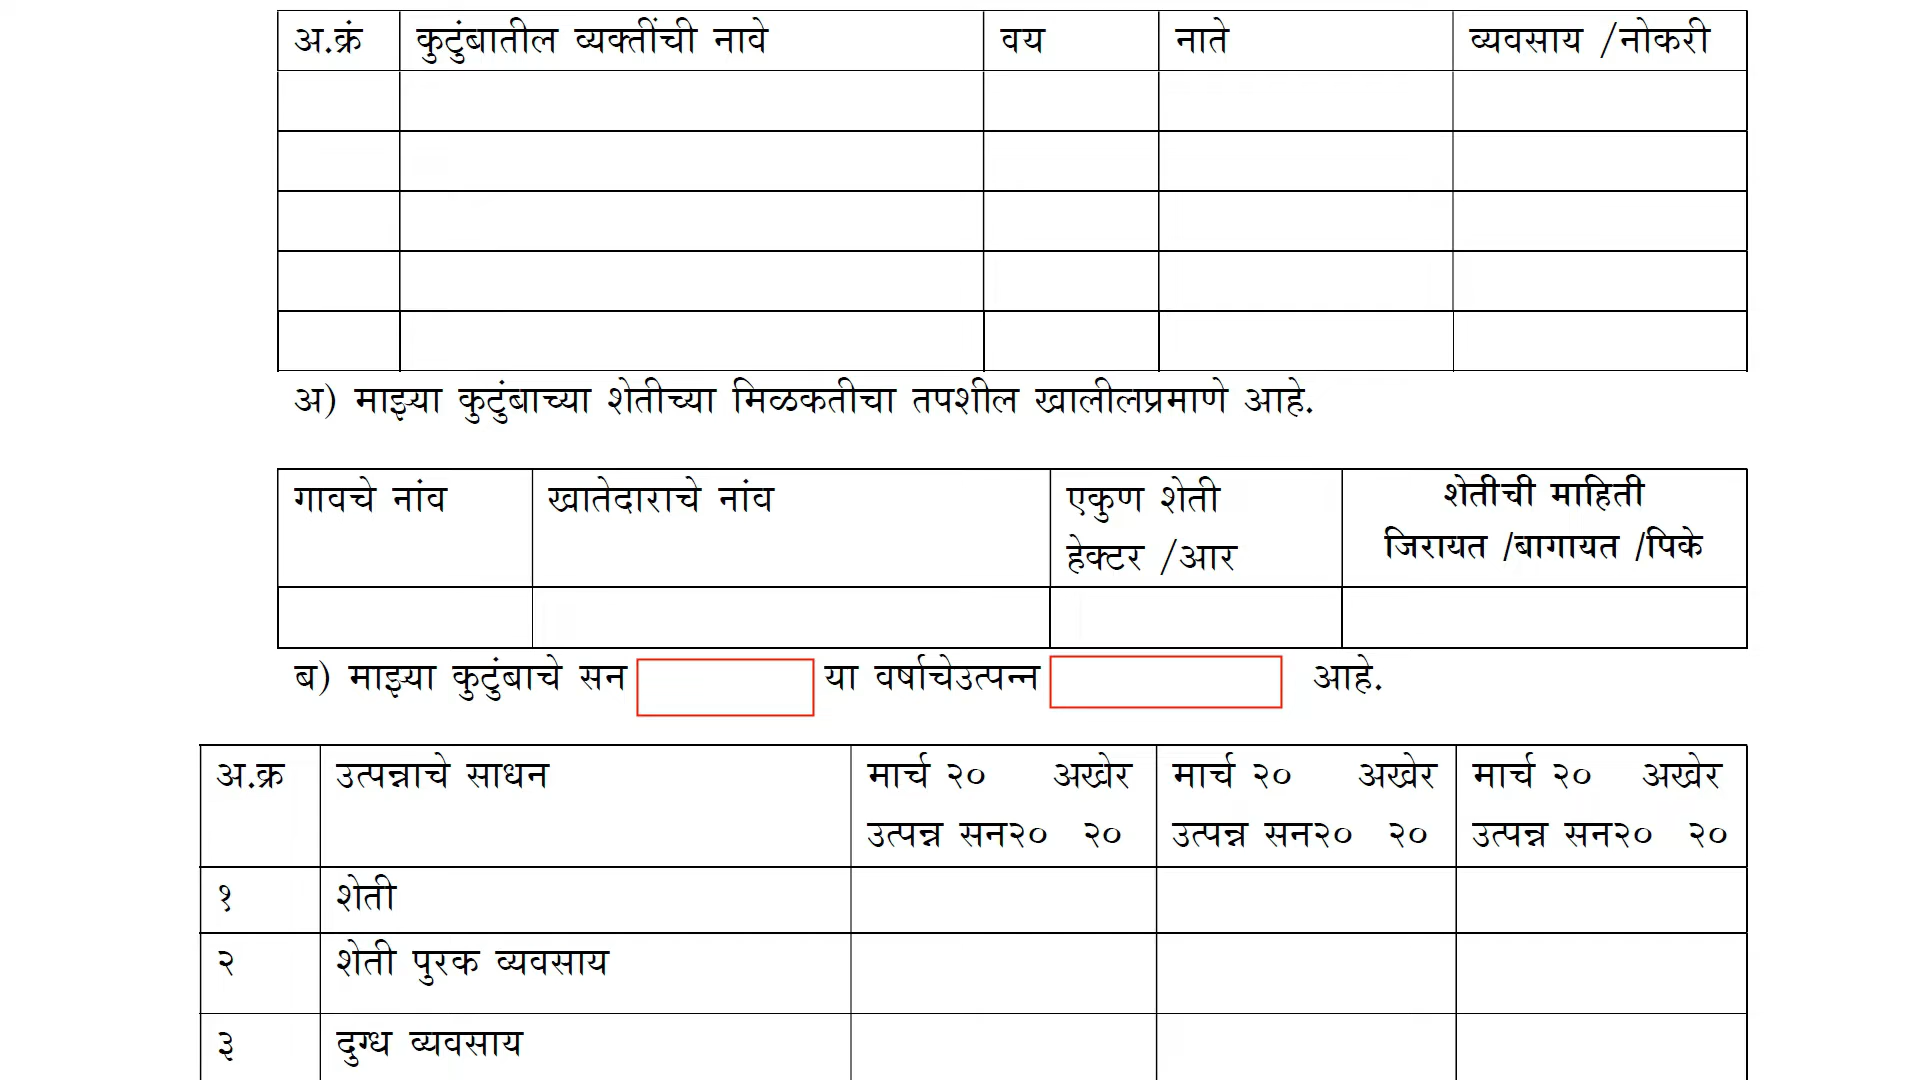 अ.क्रं कुटुंबातील व्यक्तींची नावे वय नाते व्यवसाय /नोकरी
अ) माझ्या कुटुंबाच्या शेतीच्या मिळकतीचा तपशील खालीलप्रमाणे आहे.
गावचे नांव खातेदाराचे नांव एकुण शेती शेतीची माहिती
हेक्टर /आर जिरायत /बागायत /पिके
ब) माझ्या कुटुंबाचे सन या वर्षाचेउत्पन्न आहे.
अ.क्र उत्पन्नाचे साधन मार्च २० अखेर मार्च २० अखेर मार्च २० अखेर
उत्पन्न सन२० २० उत्पन्न सन२० २० उत्पन्न सन२० २०
१ शेती
२ शेती पुरक व्यवसाय
३ दुग्ध व्यवसाय